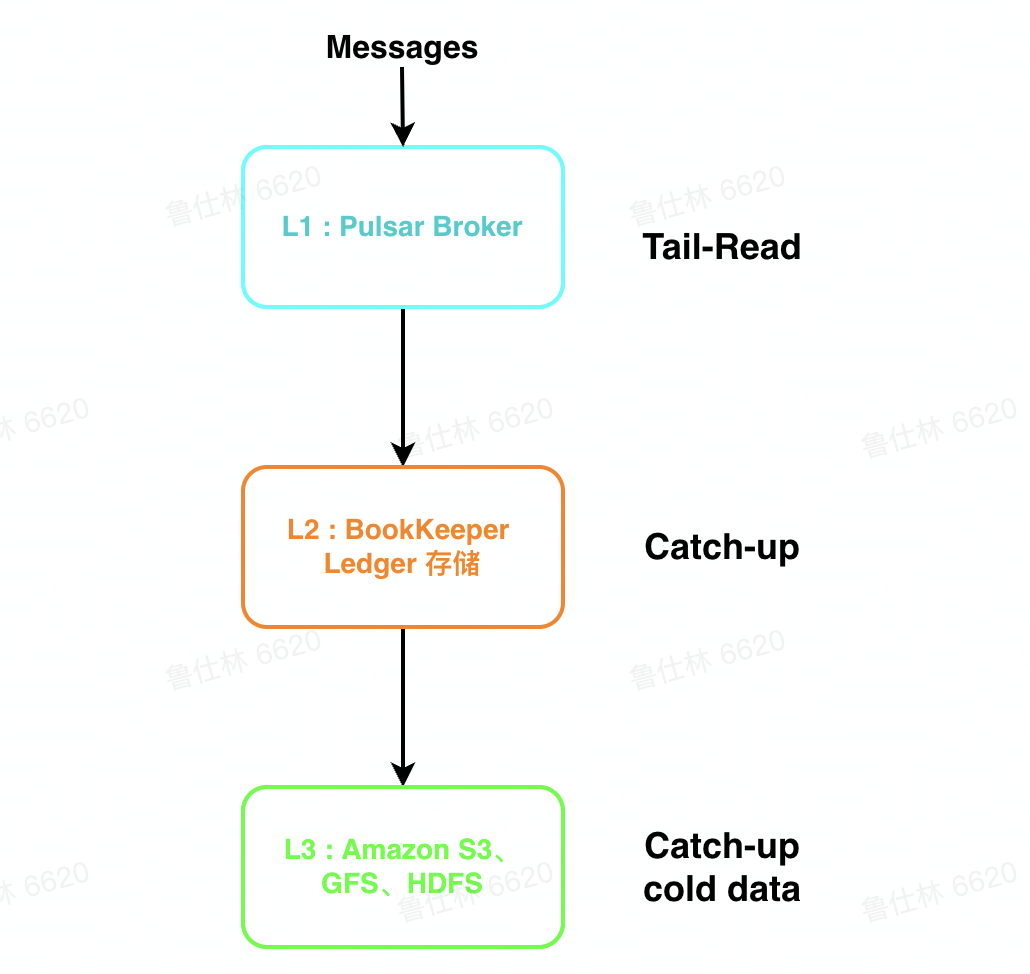 Messages
鲁仕林 6620
鲁仕林 6620
L1 : Pulsar Broker
Tail-Read
林 6620
鲁仕林 6620
鲁仕林 6620
L2 : BookKeeper
Ledger 存储
Catch-up
鲁仕林 6620
鲁仕林 6620
L3 : Amazon S3、
GFS、HDFS
Catch-up
cold data
林 6620
鲁仕林 6620
鲁仕林 6620